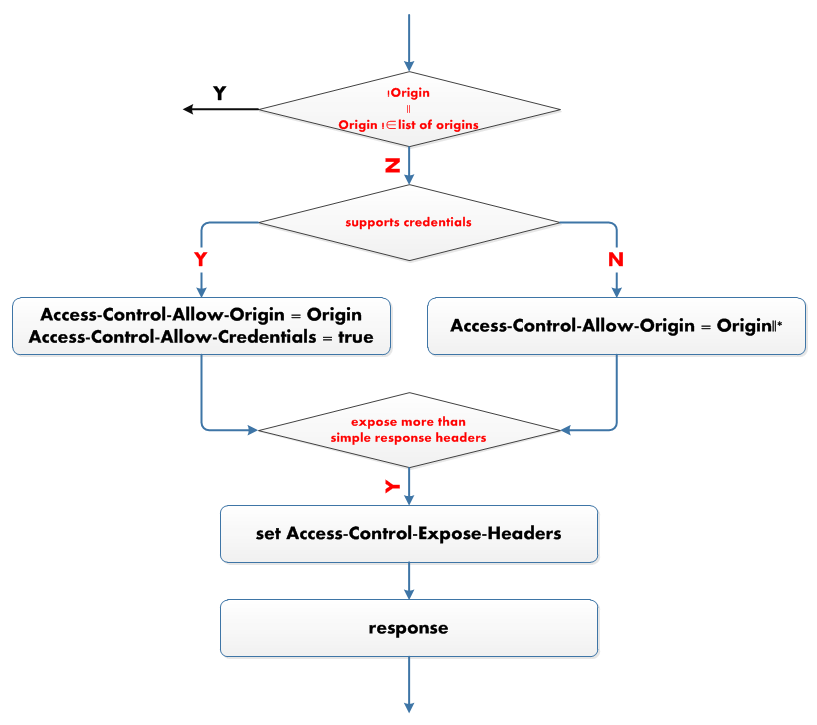 !Origin
||
Origin !∈list of origins
Y
N
supports credentials
Y
N
Access-Control-Allow-Origin = Origin
Access-Control-Allow-Credentials = true
Access-Control-Allow-Origin = Origin||*
expose more than
simple response headers
Y
set Access-Control-Expose-Headers
response